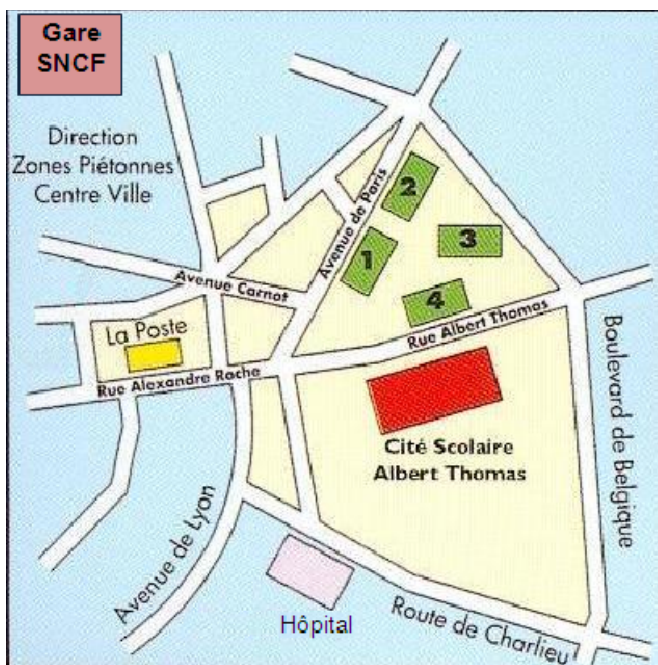 Gare
SNCF
Direction
Zones Piétonnes
Centre Ville
Avenue de Paris
2
1
3
4
Avenue Carnot
La Poste
Rue Albert Thomas
Rue Alexandre Roche
Cité Scolaire
Albert Thomas
Boulevard de Belgique
Avenue de Lyon
Hôpital
Route de Charlieu